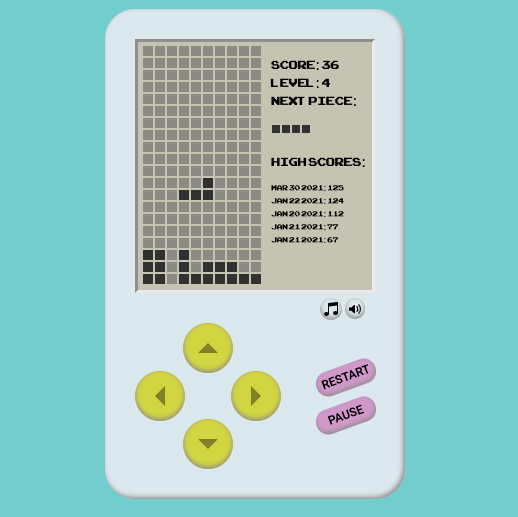 SCORE: 36
LEVEL : 4
NEXT PIECE:
HIGH SCORES:
MAR 30 2021: 125
JAN 22 2021: 124
JAN 20 2021: 112
JAN 21 2021: 77
JAN 21 2021: 67
RESTART
PAUSE